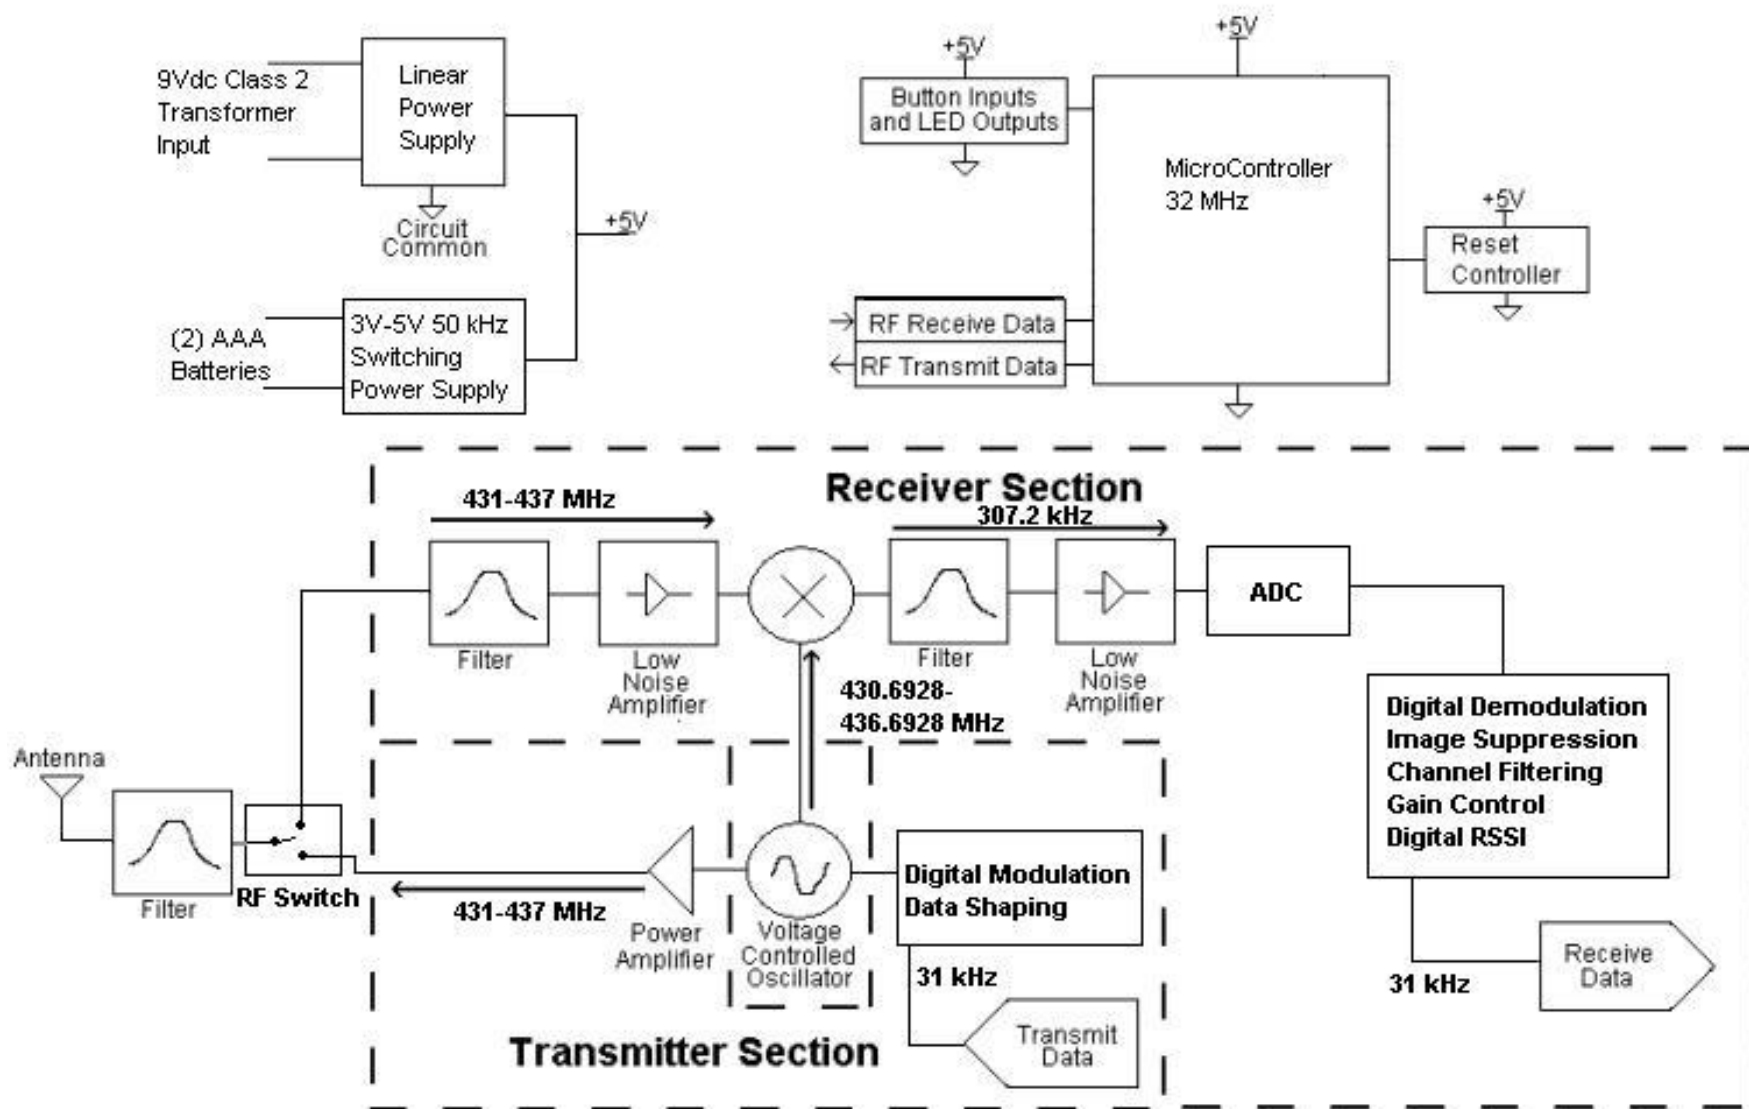 9Vdc Class 2
Transformer
Input
Linear
Power
Supply
Circuit
Common
+5V
(2) AAA
Batteries
3V-5V 50 kHz
Switching
Power Supply
+5V
Button Inputs
and LED Outputs
+5V
MicroController
32 MHz
+5V
Reset
Controller
RF Receive Data
RF Transmit Data
Receiver Section
431-437 MHz
307.2 kHz
Filter
Low
Noise
Amplifier
Filter
Low
Noise
Amplifier
ADC
430.6928-
436.6928 MHz
Digital Demodulation
Image Suppression
Channel Filtering
Gain Control
Digital RSSI
Antenna
Filter
RF Switch
431-437 MHz
Power
Amplifier
Voltage
Controlled
Oscillator
Digital Modulation
Data Shaping
31 kHz
Transmit
Data
31 kHz
Receive
Data
Transmitter Section